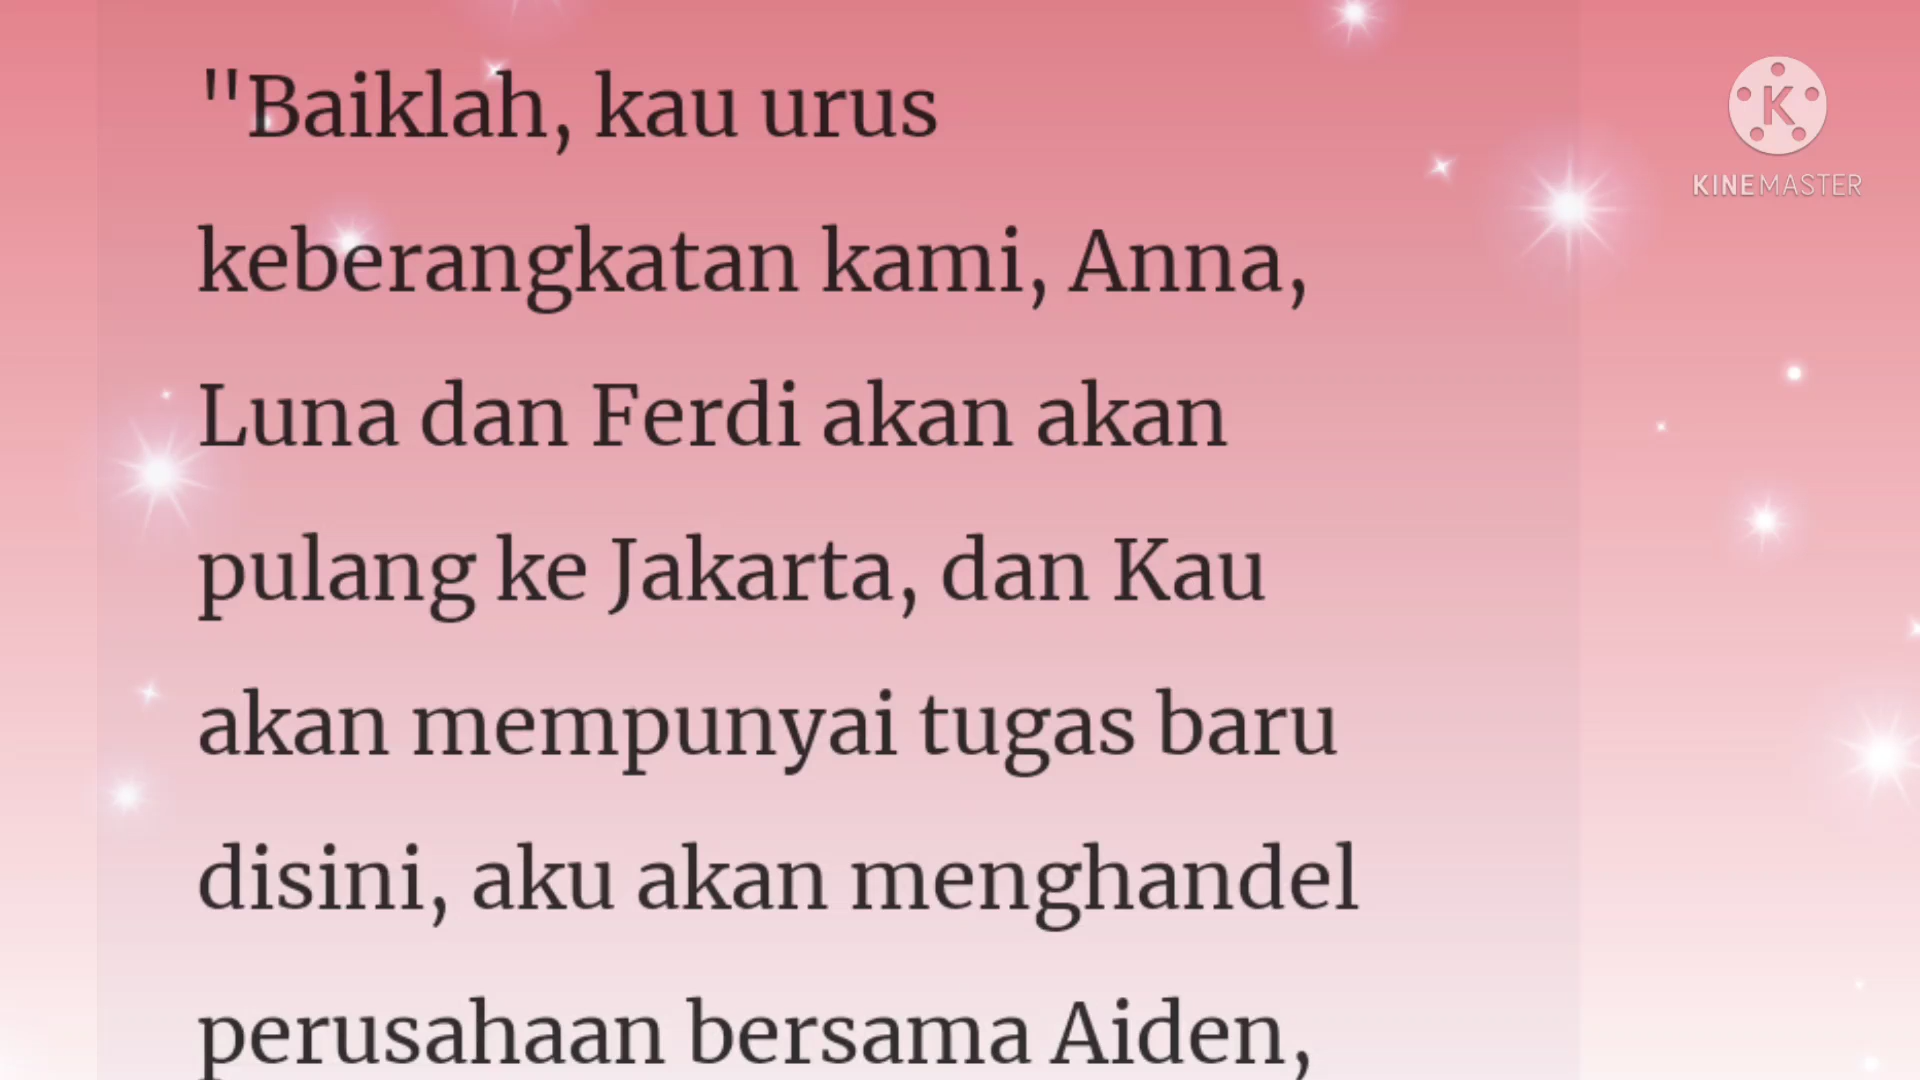 "Baiklah, kau urus
keberangkatan kami, Anna,
Luna dan Ferdi akan akan
pulang ke Jakarta, dan Kau
akan mempunyai tugas baru
disini, aku akan menghandel
perusahaan bersama Aiden,
K
KINEMASTER